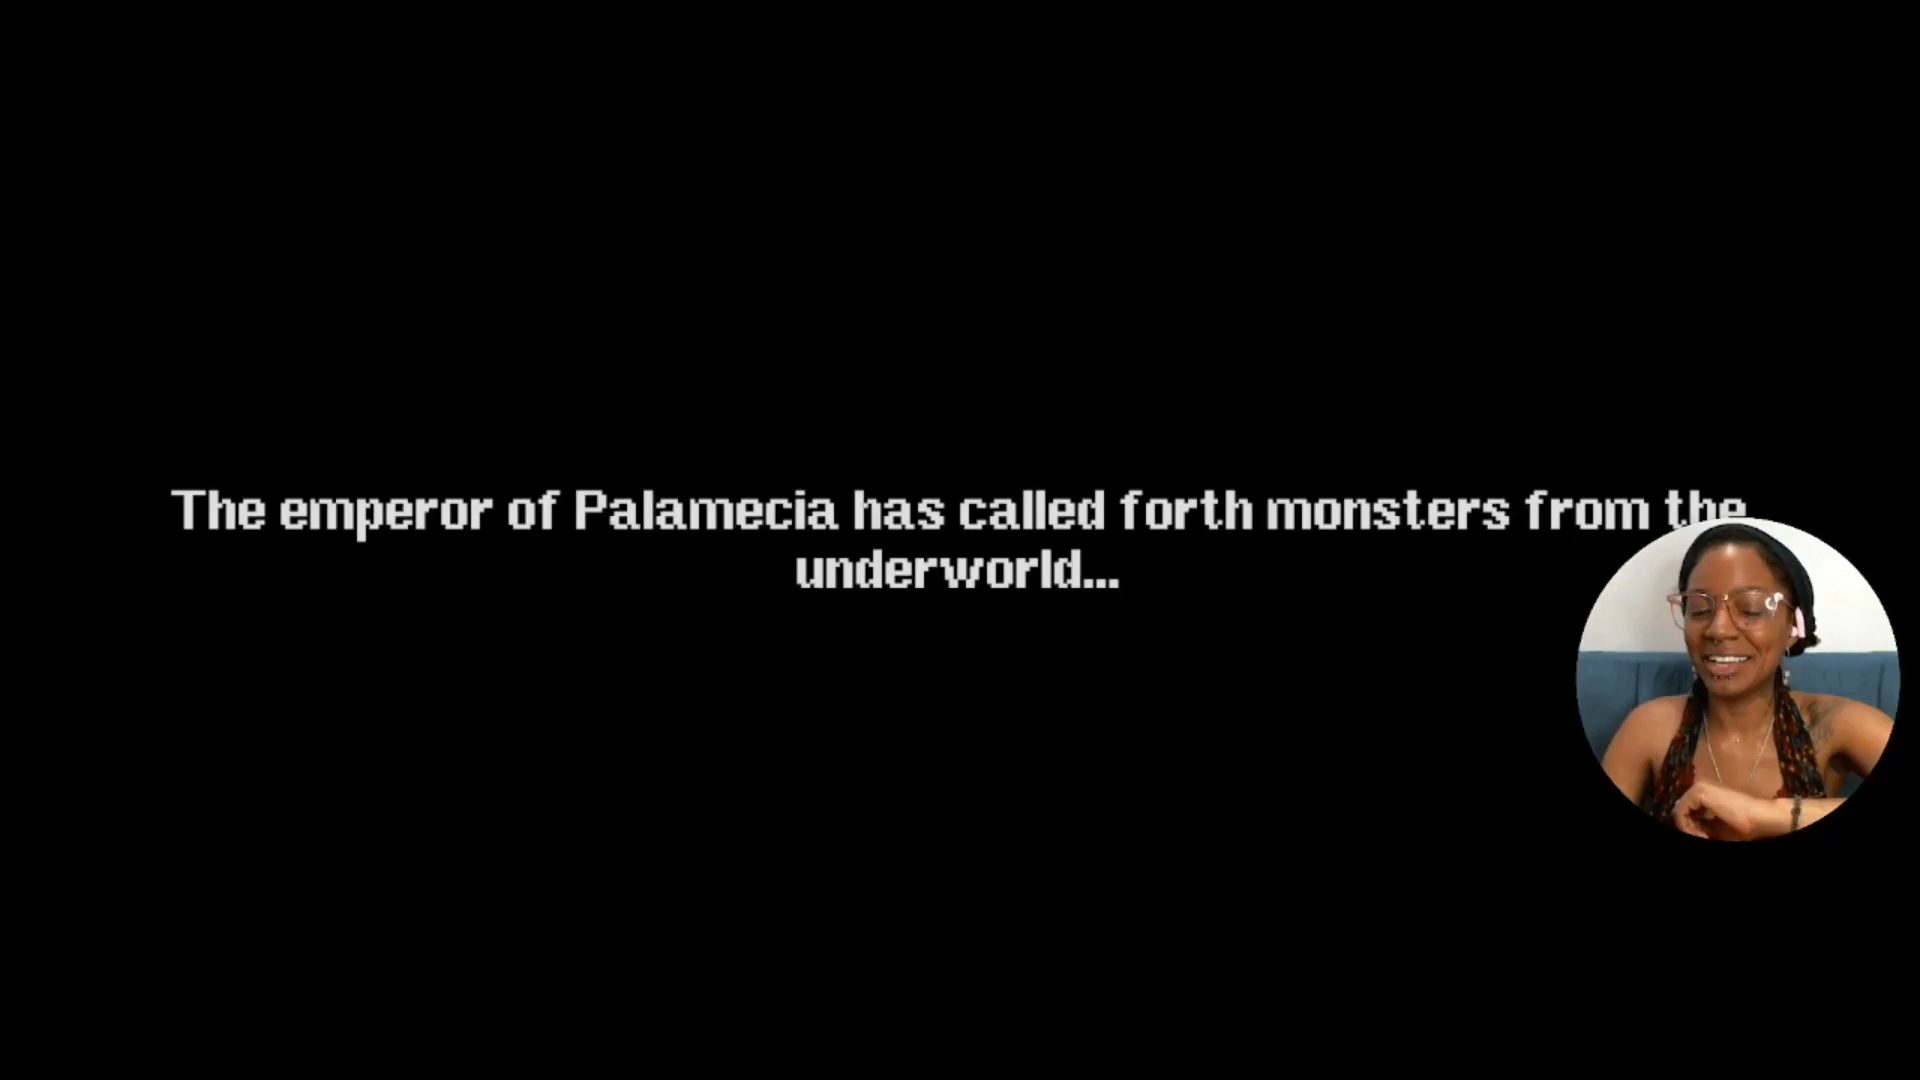 The emperor of Palamecia has called forth monsters from the
underworld...